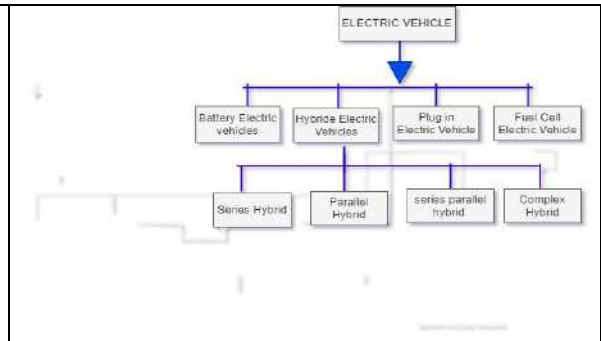 ELECTRIC VEHICLE
Battery Electric
vehicles
Hybride Electric
Vehicles
Plug in
Electric Vehicle
Fuel Cell
Electric Vehicle
Series Hybrid
Parallel
Hybrid
series parallel
hybrid
Complex
Hybrid